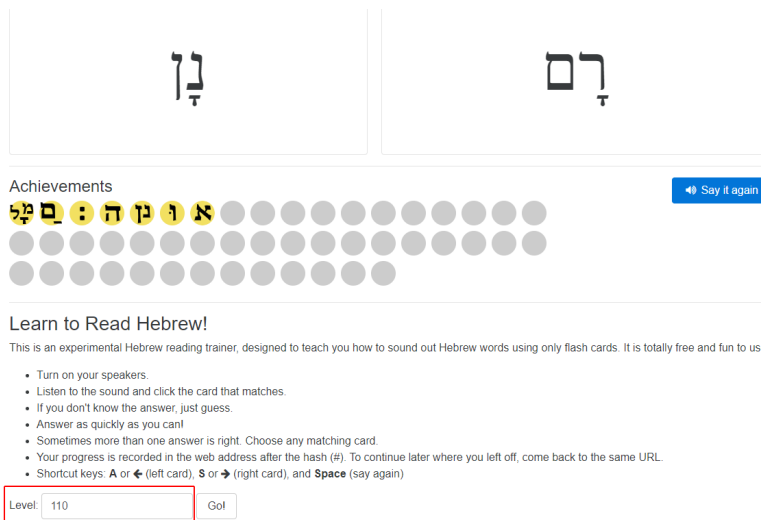 נָן רָם
Achievements
Say it again
מָל םַ : ה נן וּ א
Learn to Read Hebrew!
This is an experimental Hebrew reading trainer, designed to teach you how to sound out Hebrew words using only flash cards. It is totally free and fun to us
• Turn on your speakers.
• Listen to the sound and click the card that matches.
• If you don't know the answer, just guess.
• Answer as quickly as you can!
• Sometimes more than one answer is right. Choose any matching card.
• Your progress is recorded in the web address after the hash (#). To continue later where you left off, come back to the same URL.
• Shortcut keys: A or ← (left card), S or → (right card), and Space (say again)
Level: 110 Go!